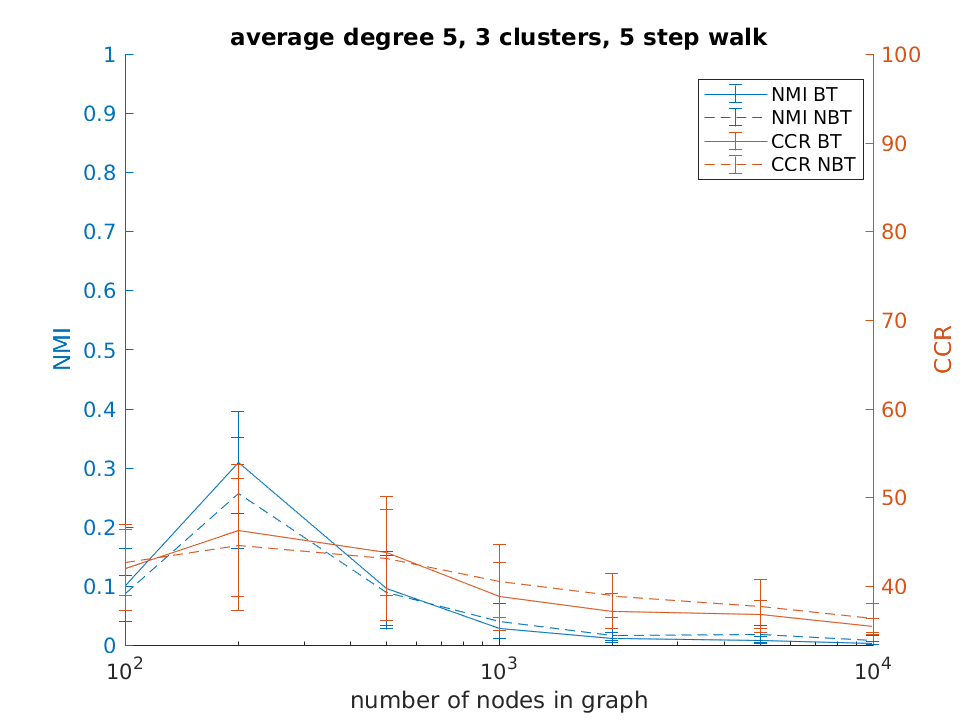 average degree 5, 3 clusters, 5 step walk
1
0.9
0.8
0.7
0.6
0.5
0.4
0.3
0.2
0.1
0
NMI
100
90
80
70
60
50
40
CCR
NMI BT
NMI NBT
CCR BT
CCR NBT
10^2
10^3
10^4
number of nodes in graph